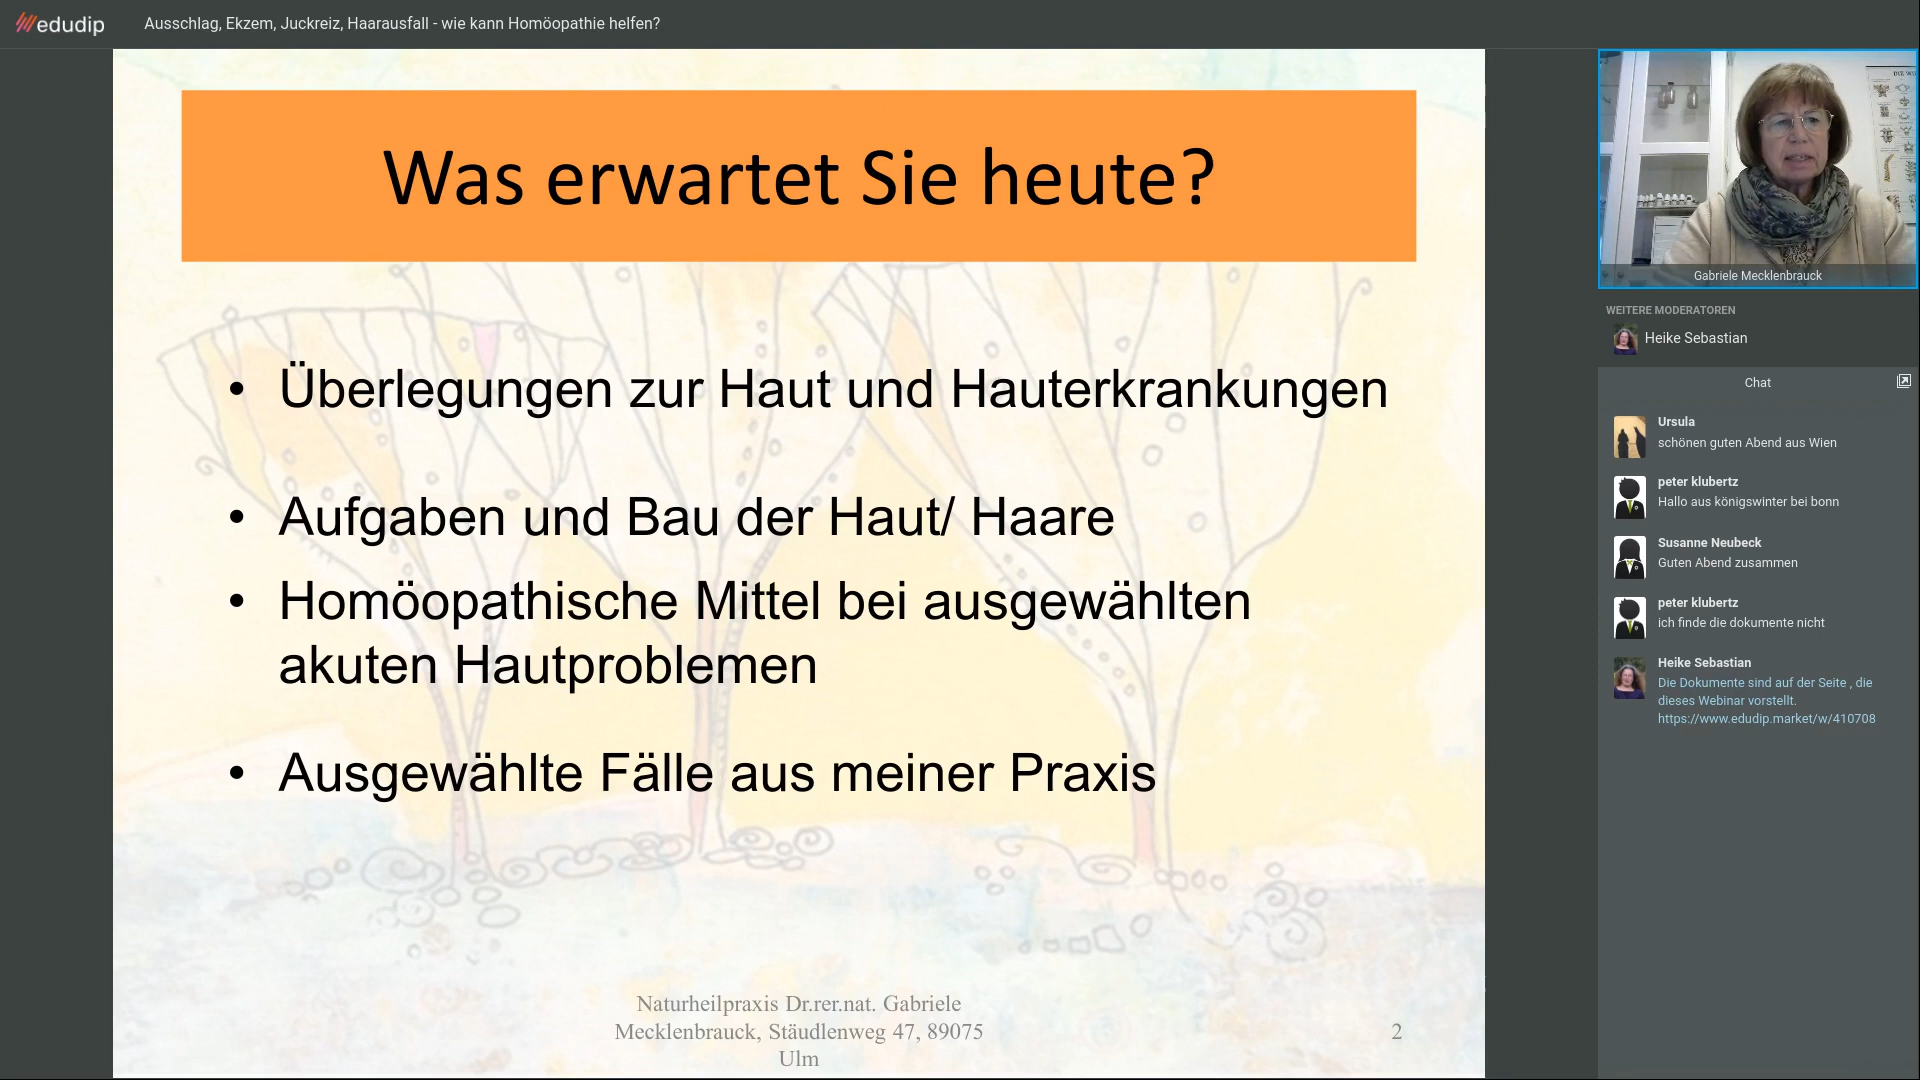 edudip
Ausschlag, Ekzem, Juckreiz, Haarausfall - wie kann Homöopathie helfen?
Was erwartet Sie heute?
• Überlegungen zur Haut und Hauterkrankungen
• Aufgaben und Bau der Haut/ Haare
• Homöopathische Mittel bei ausgewählten
akuten Hautproblemen
• Ausgewählte Fälle aus meiner Praxis
Naturheilpraxis Dr.rer.nat. Gabriele
Mecklenbrauck, Stäudlenweg 47, 89075
Ulm
2
Gabriele Mecklenbrauck
WEITERE MODERATOREN
Heike Sebastian
Chat
Ursula
schönen guten Abend aus Wien
peter klubertz
Hallo aus königswinter bei bonn
Susanne Neubeck
Guten Abend zusammen
peter klubertz
ich finde die dokumente nicht
Heike Sebastian
Die Dokumente sind auf der Seite , die
dieses Webinar vorstellt.
https://www.edudip.market/w/410708